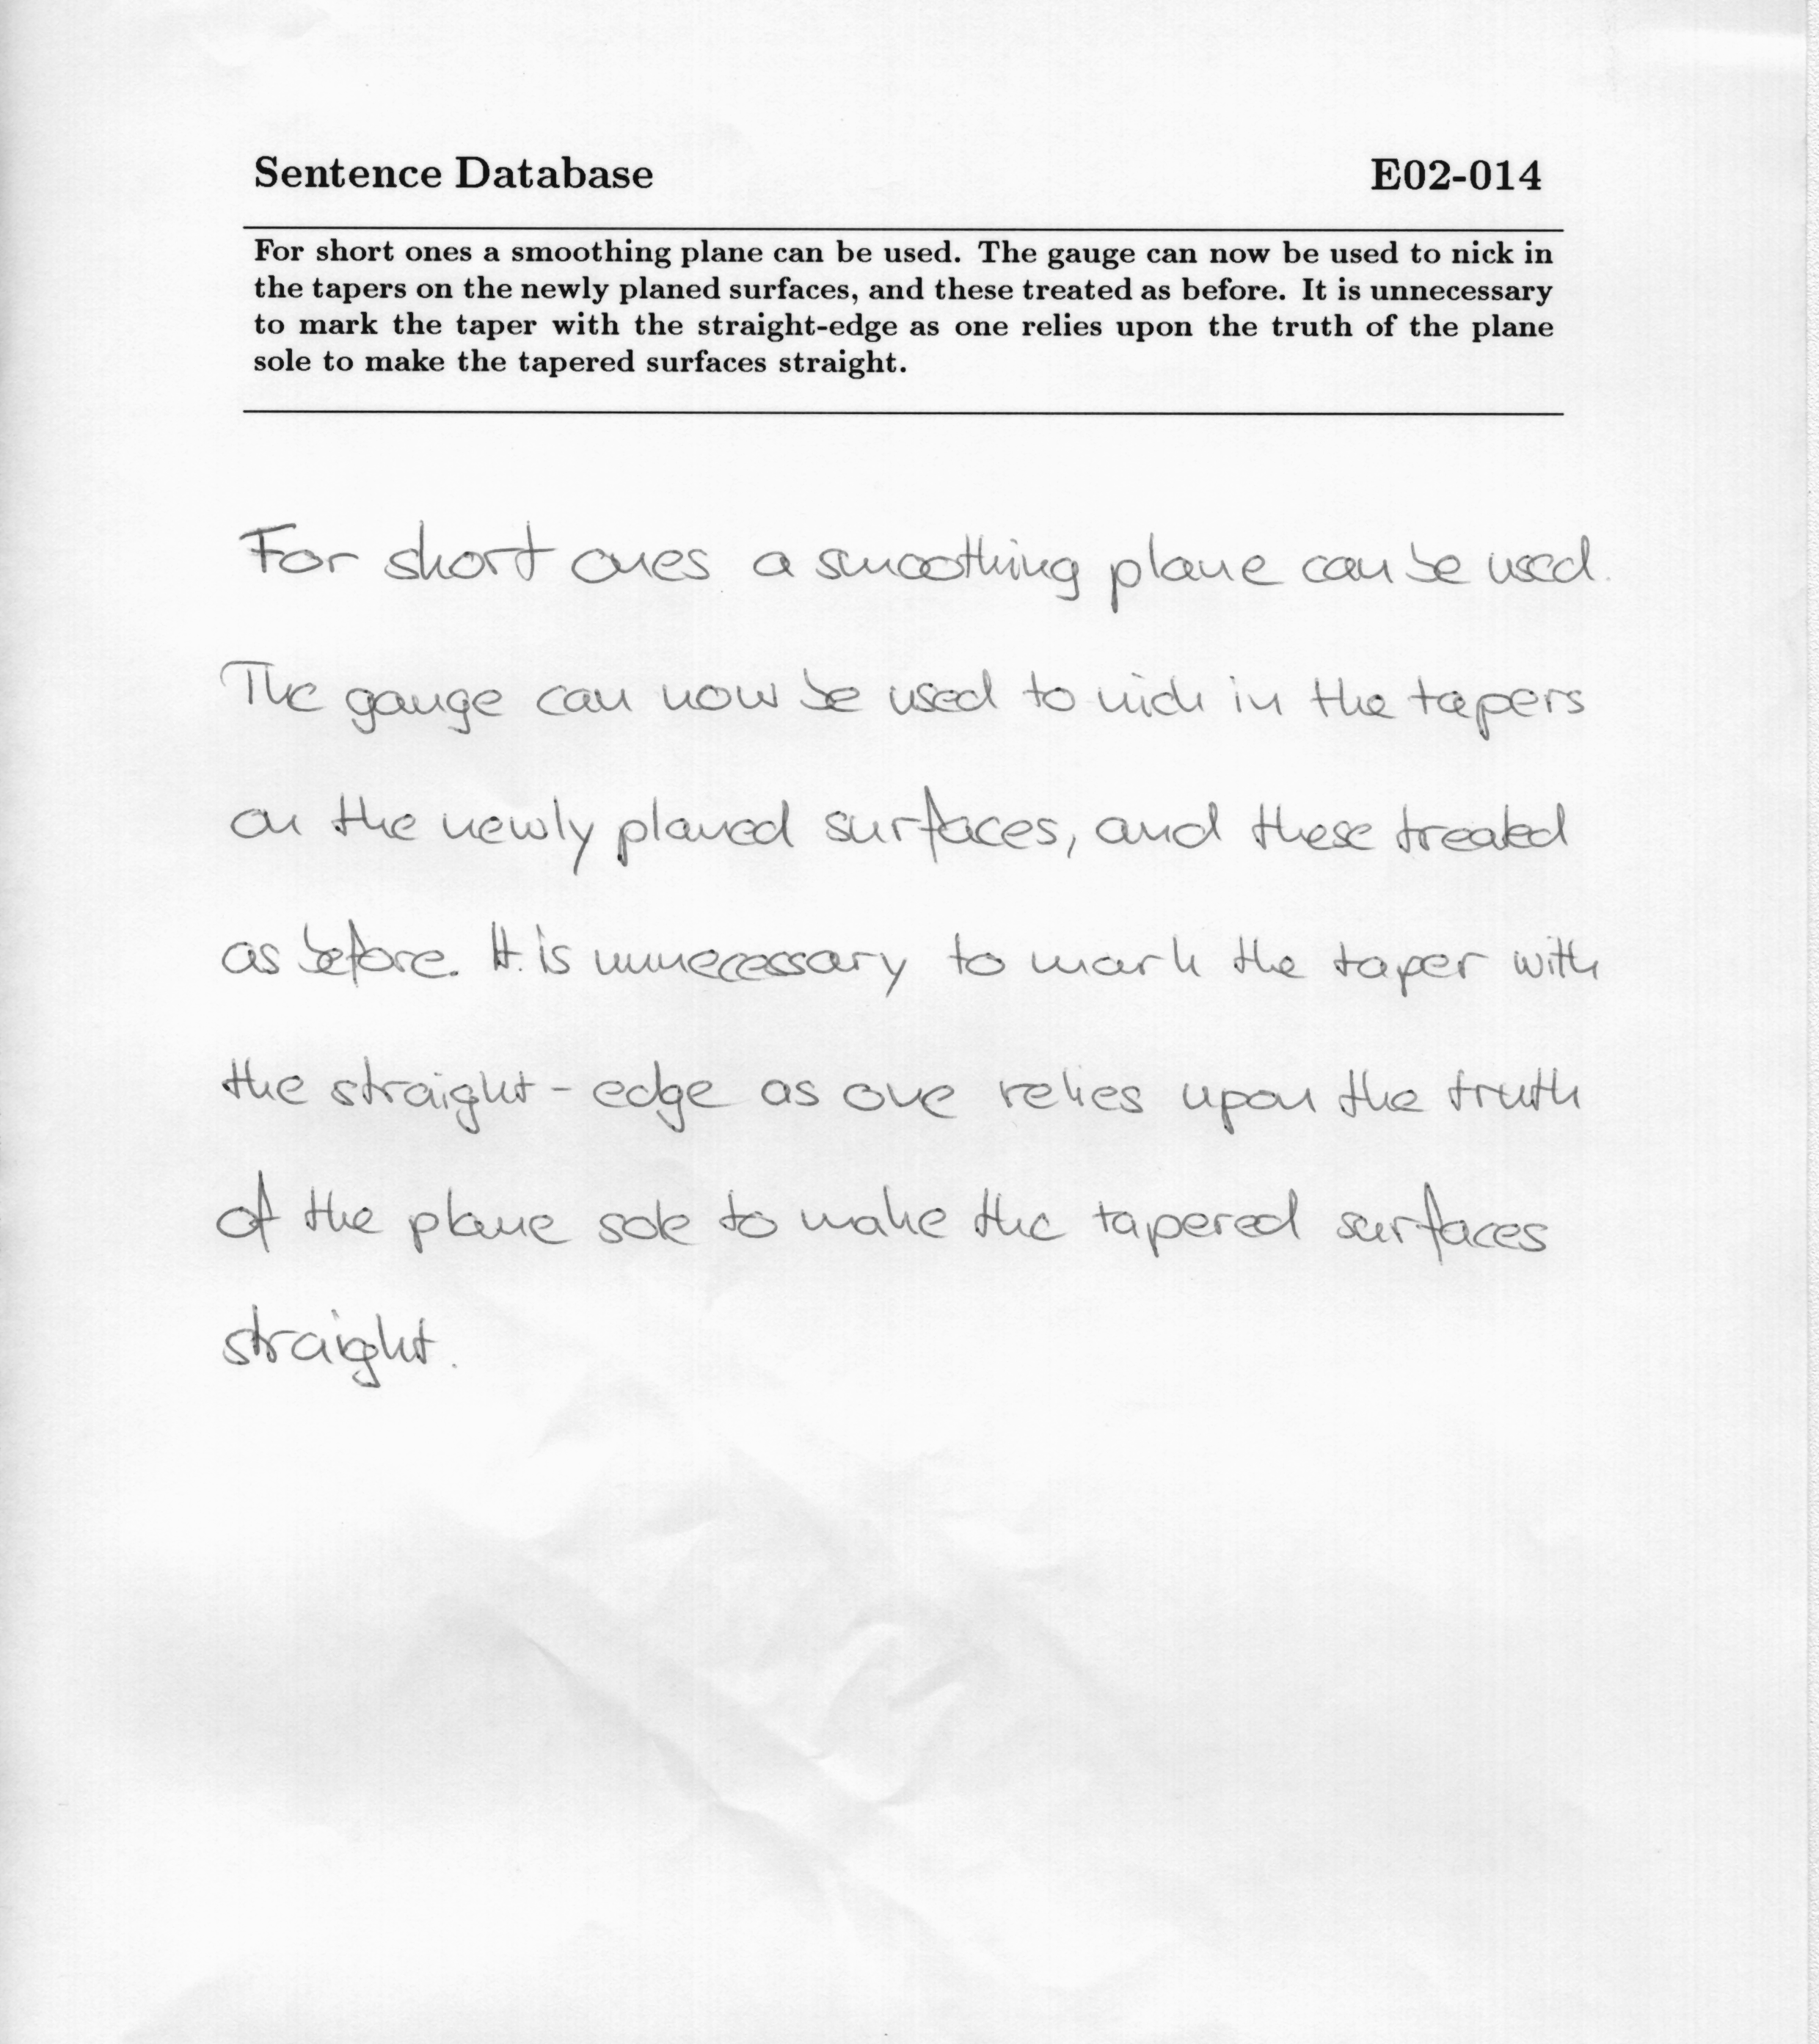 Sentence Database E02-014
For short ones a smoothing plane can be used. The gauge can now be used to nick in
the tapers on the newly planed surfaces, and these treated as before. It is unnecessary
to mark the taper with the straight-edge as one relies upon the truth of the plane
sole to make the tapered surfaces straight.
For short ones a smoothing plane can be used.
The gauge can now be used to nick in the tapers
on the newly planed surfaces, and these treated
as before. It is unnecessary to mark the taper with
the straight-edge as one relies upon the truth
of the plane sole to make the tapered surfaces
straight.